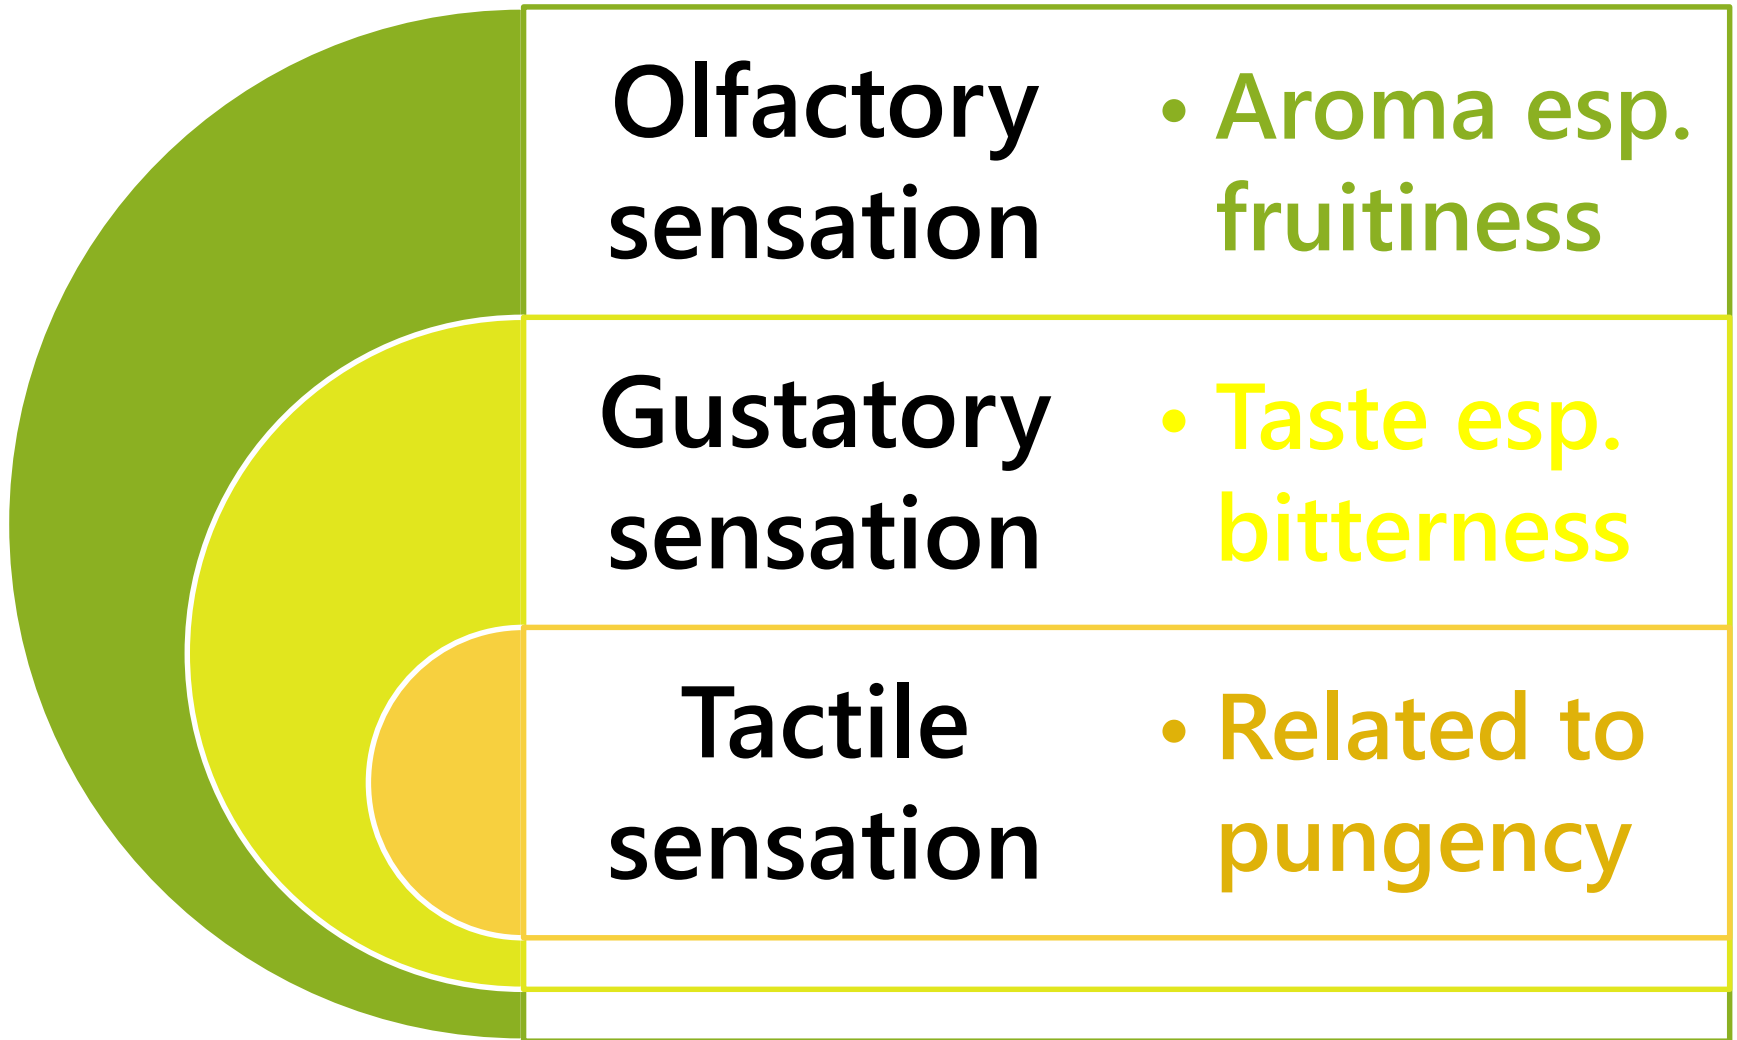 Olfactory
sensation
• Aroma esp.
fruitiness
Gustatory
sensation
• Taste esp.
bitterness
Tactile
sensation
• Related to
pungency